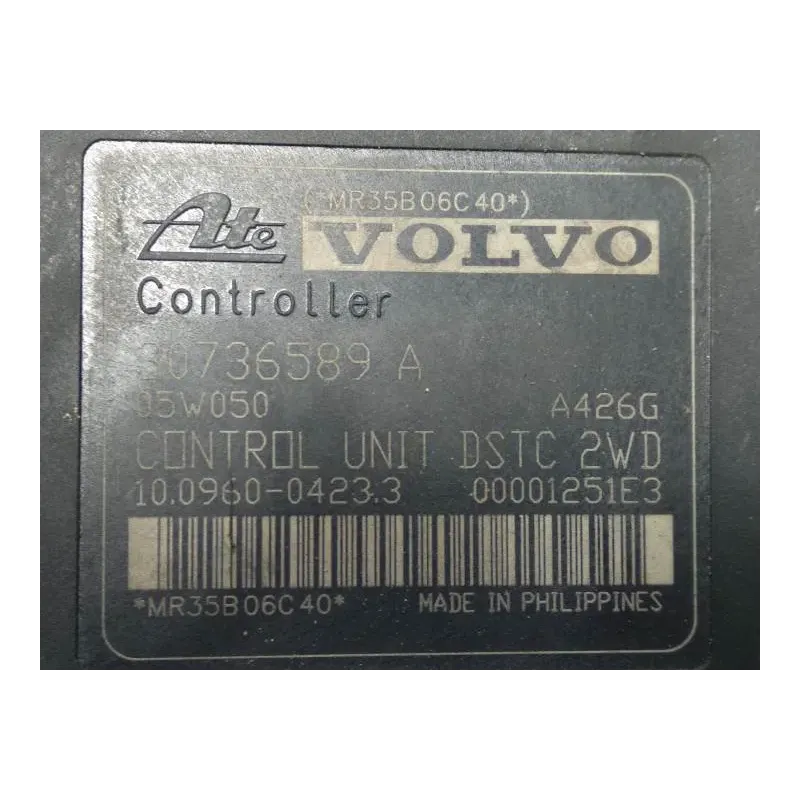 (*MR35B06C40*)
Ate VOLVO
Controller
30736589 A
05W050 A426G
CONTROL UNIT DSTC 2WD
10.0960-0423.3 00001251E3
*MR35B06C40* MADE IN PHILIPPINES